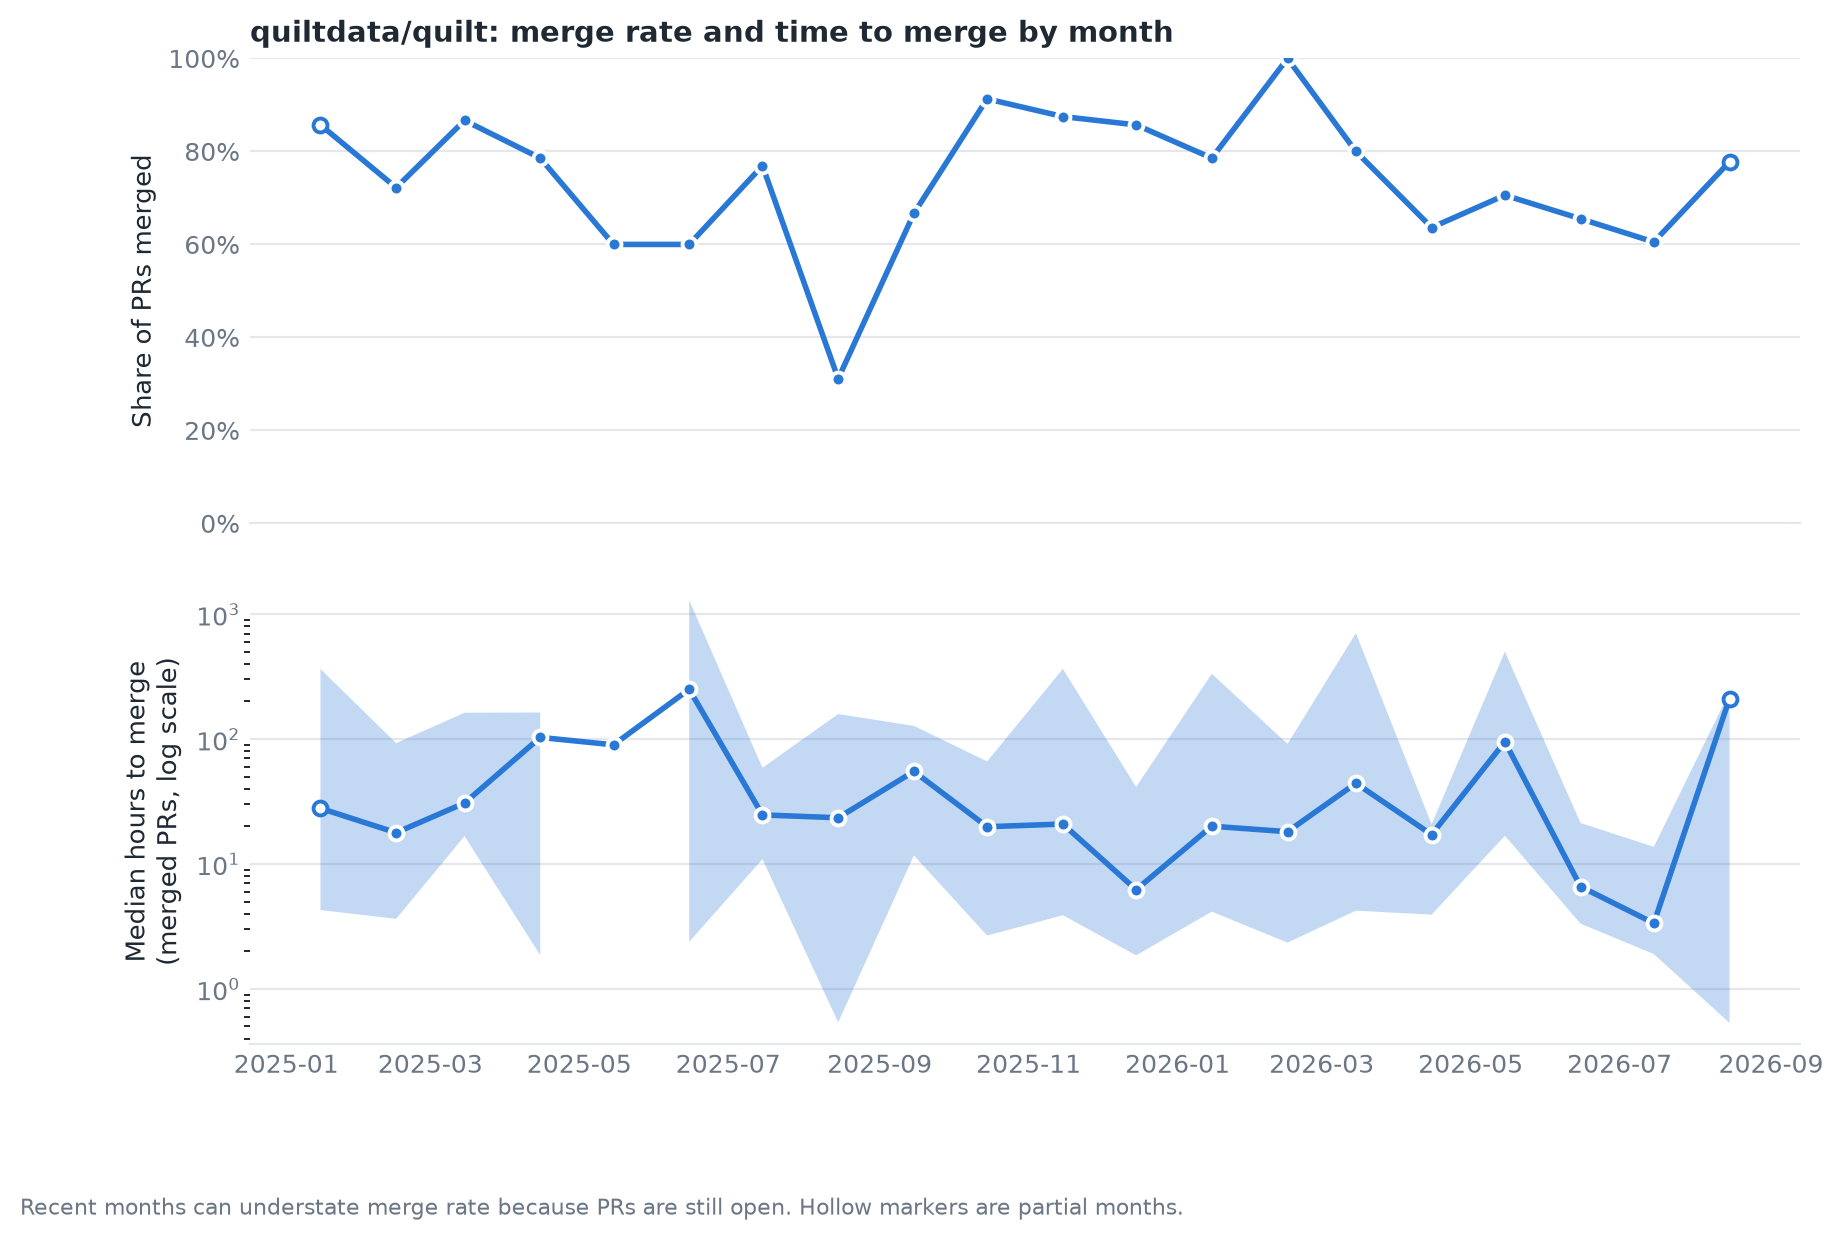 quiltdata/quilt: merge rate and time to merge by month
Share of PRs merged
100%
80%
60%
40%
20%
0%
Median hours to merge
(merged PRs, log scale)
10³
10²
10¹
10⁰
2025-01 2025-03 2025-05 2025-07 2025-09 2025-11 2026-01 2026-03 2026-05 2026-07 2026-09
Recent months can understate merge rate because PRs are still open. Hollow markers are partial months.